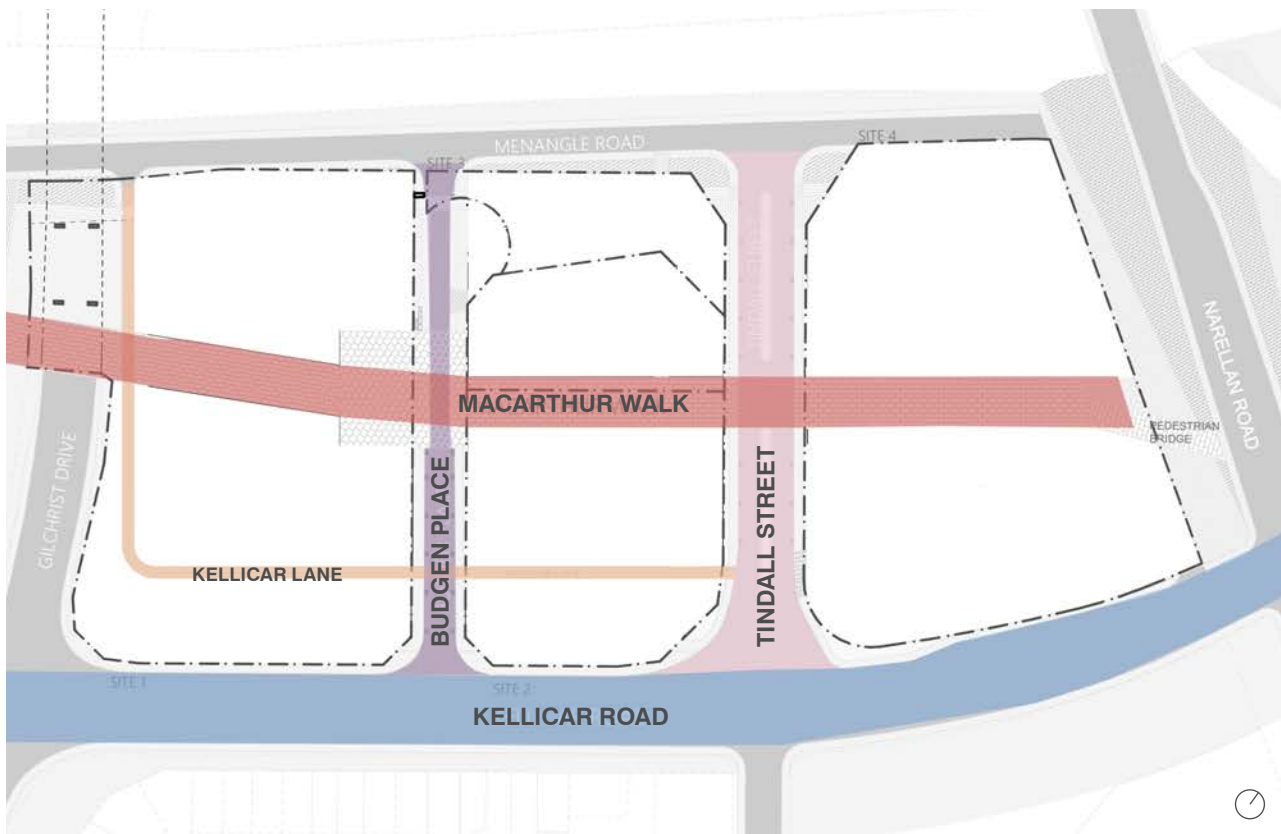 MENANGLE ROAD
SITE 4
SITE 3
NARELLAN ROAD
MACARTHUR WALK
PEDESTRIAN
BRIDGE
GILCHRIST DRIVE
BUDGEN PLACE
TINDALL STREET
KELLICAR LANE
SITE 1
SITE 2
KELLICAR ROAD